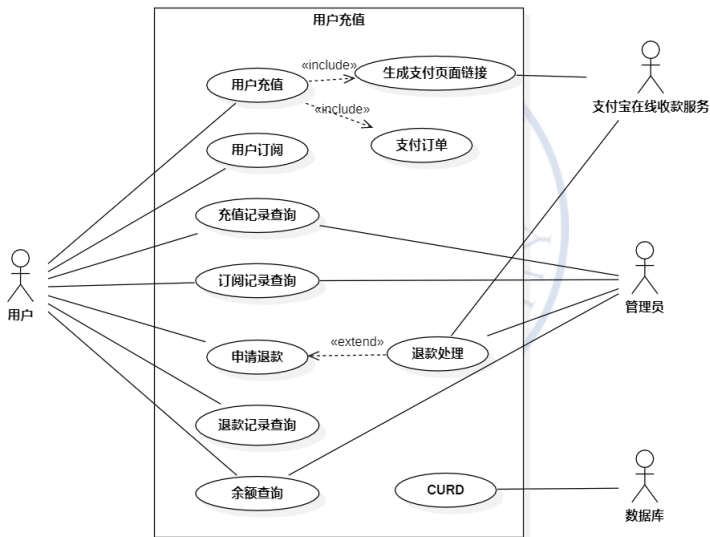 用户充值
用户充值
«include»
生成支付页面链接
支付宝在线收款服务
«include»
用户订阅
支付订单
充值记录查询
订阅记录查询
用户
管理员
申请退款
«extend»
退款处理
退款记录查询
余额查询
CURD
数据库